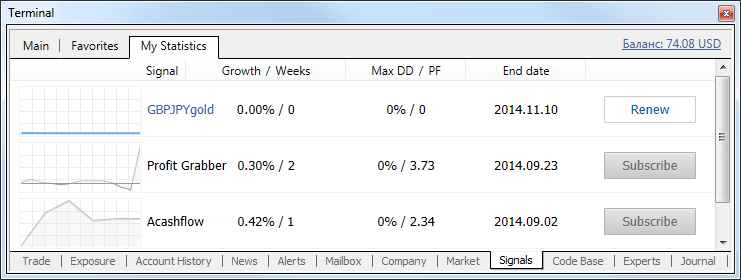 Terminal
Main Favorites My Statistics Баланс: 74.08 USD
Signal Growth / Weeks Max DD / PF End date
GBPJPYgold 0.00% / 0 0% / 0 2014.11.10 Renew
Profit Grabber 0.30% / 2 0% / 3.73 2014.09.23 Subscribe
Acashflow 0.42% / 1 0% / 2.34 2014.09.02 Subscribe
Trade Exposure Account History News Alerts Mailbox Company Market Signals Code Base Experts Journal